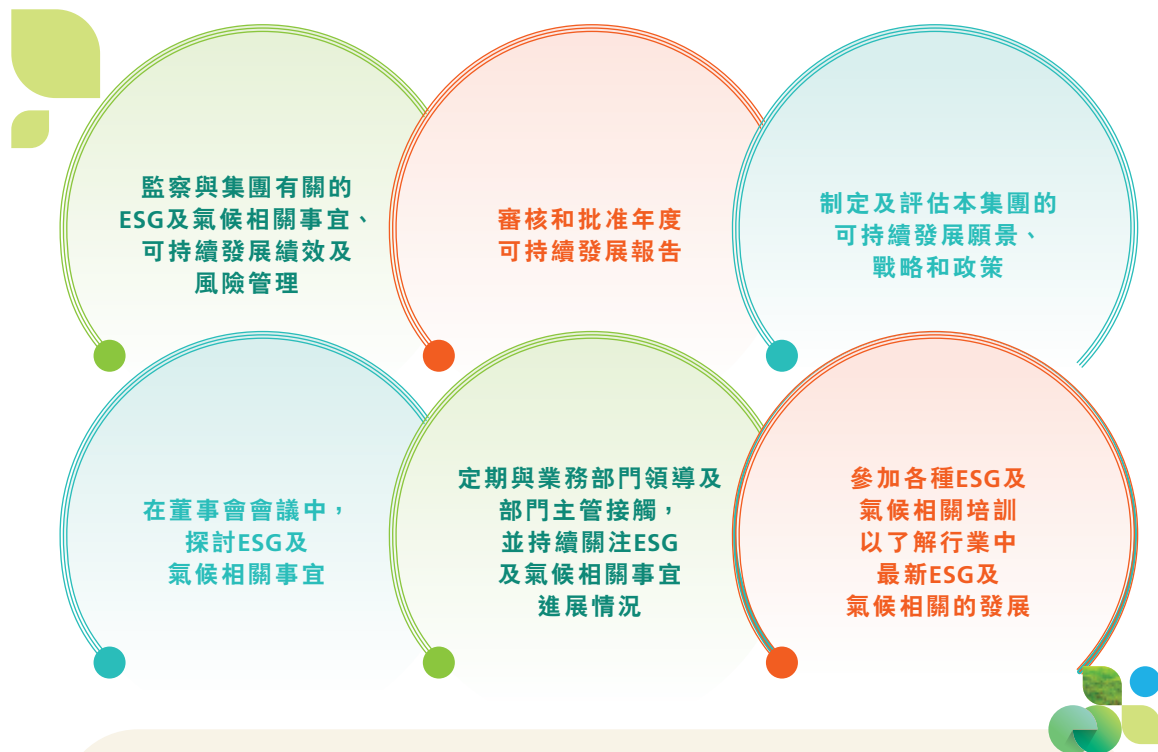 監察與集團有關的
ESG及氣候相關事宜、
可持續發展績效及
風險管理
審核和批准年度
可持續發展報告
制定及評估本集團的
可持續發展願景、
戰略和政策
在董事會會議中，
探討ESG及
氣候相關事宜
定期與業務部門領導及
部門主管接觸，
並持續關注ESG
及氣候相關事宜
進展情況
參加各種ESG及
氣候相關培訓
以了解行業中
最新ESG及
氣候相關的發展